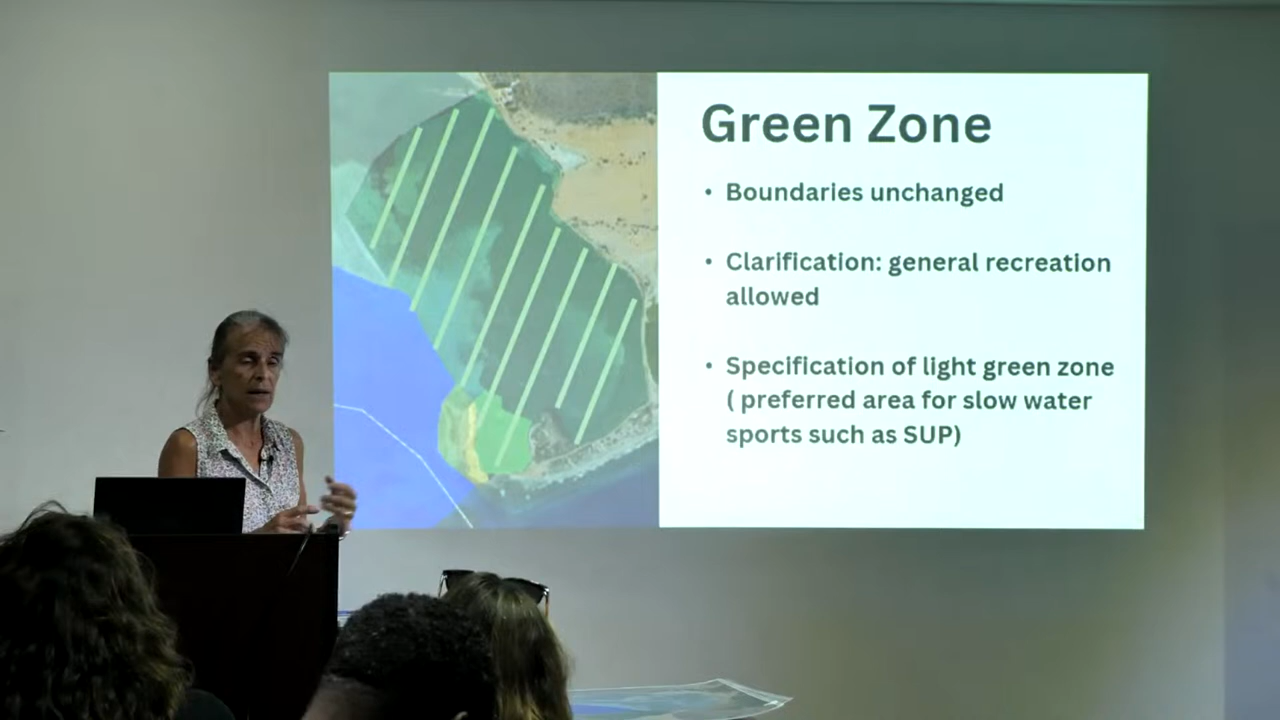 Green Zone
• Boundaries unchanged
• Clarification: general recreation
allowed
• Specification of light green zone
( preferred area for slow water
sports such as SUP)